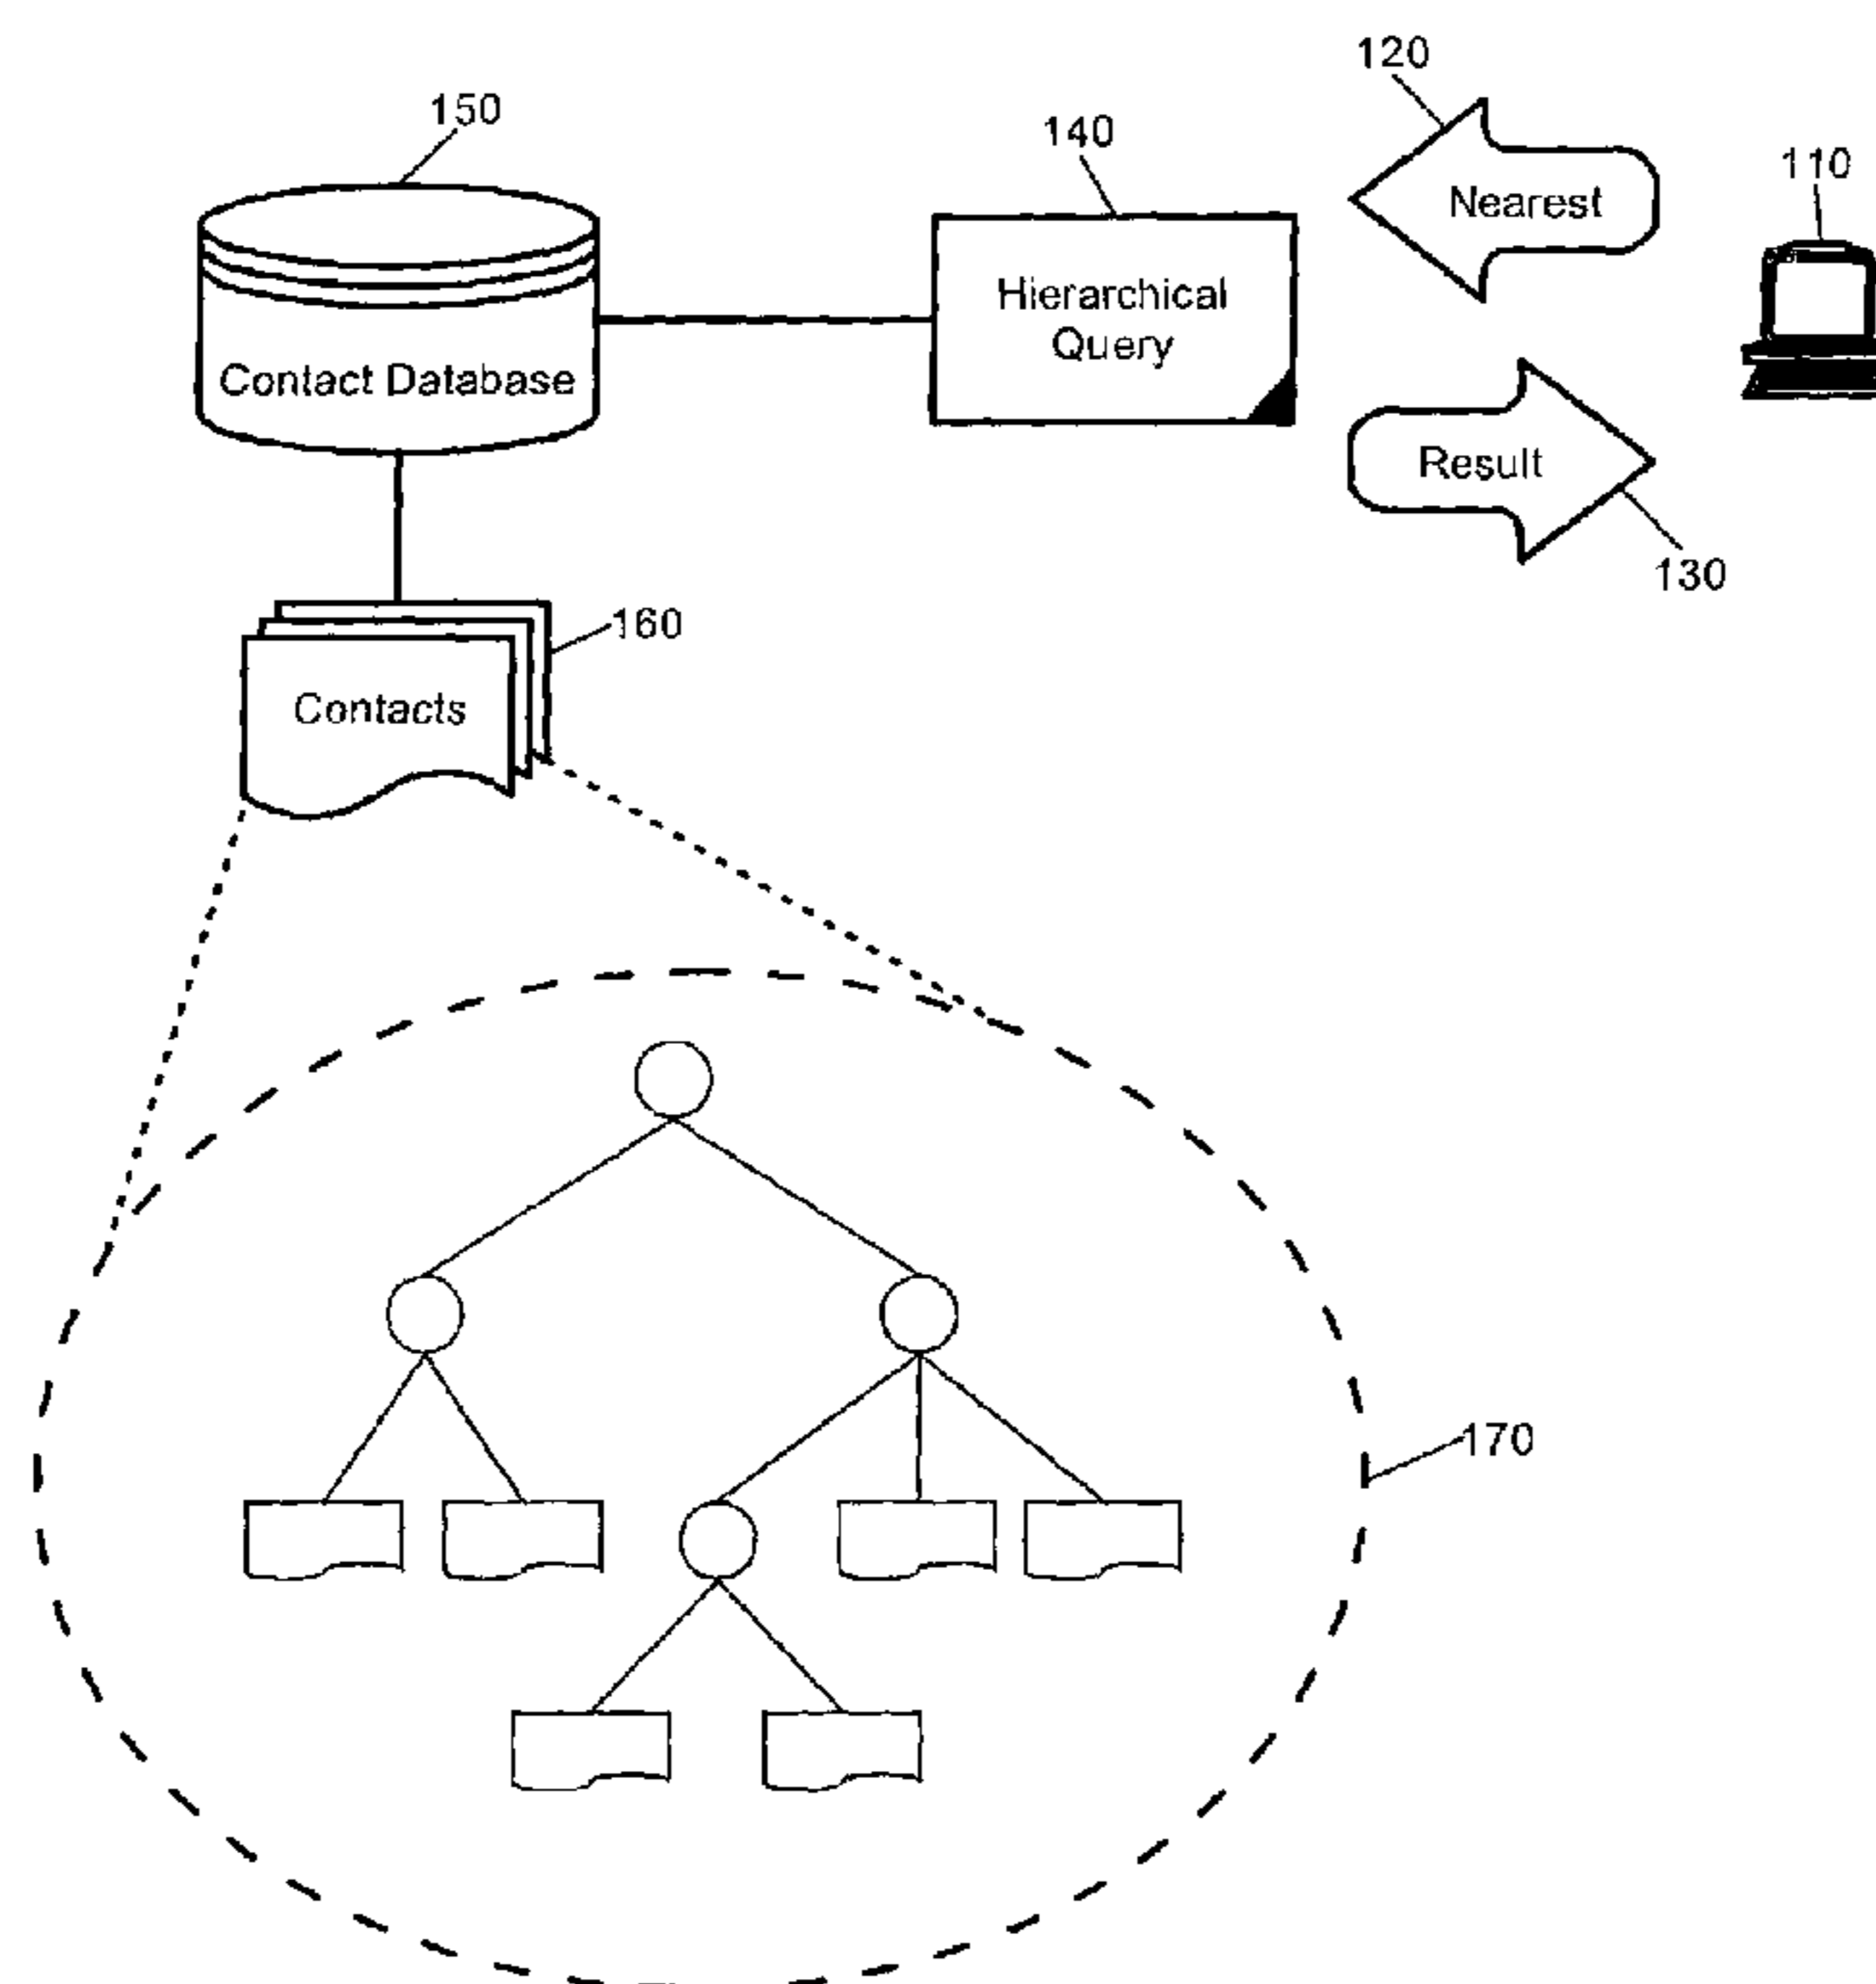 120
150
140
110
Nearest
Hierarchical
Query
Contact Database
Result
130
160
Contacts
170